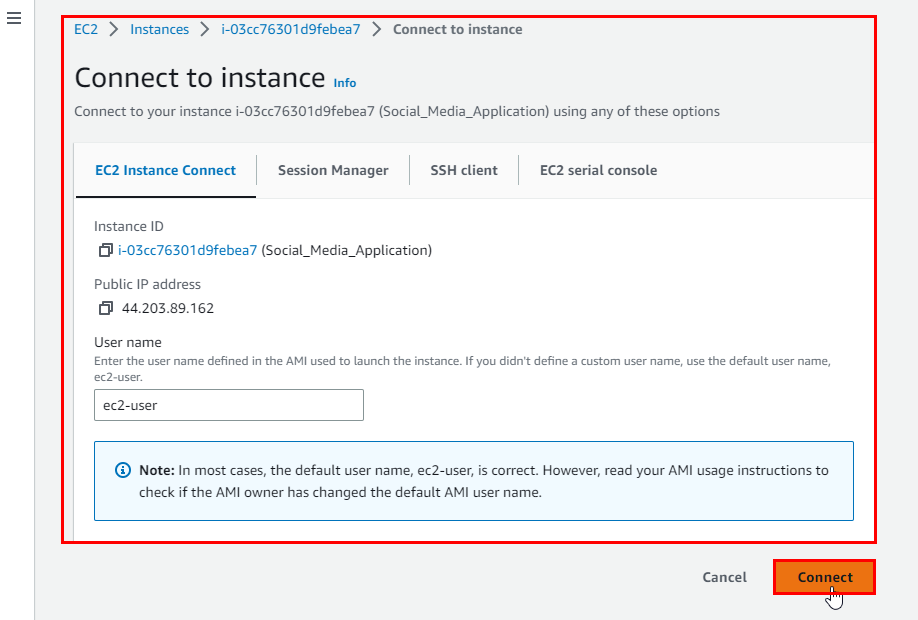 EC2 > Instances > i-03cc76301d9febea7 > Connect to instance
Connect to instance Info
Connect to your instance i-03cc76301d9febea7 (Social_Media_Application) using any of these options
EC2 Instance Connect Session Manager SSH client EC2 serial console
Instance ID
i-03cc76301d9febea7 (Social_Media_Application)
Public IP address
44.203.89.162
User name
Enter the user name defined in the AMI used to launch the instance. If you didn't define a custom user name, use the default user name,
ec2-user.
ec2-user
Note: In most cases, the default user name, ec2-user, is correct. However, read your AMI usage instructions to
check if the AMI owner has changed the default AMI user name.
Cancel Connect